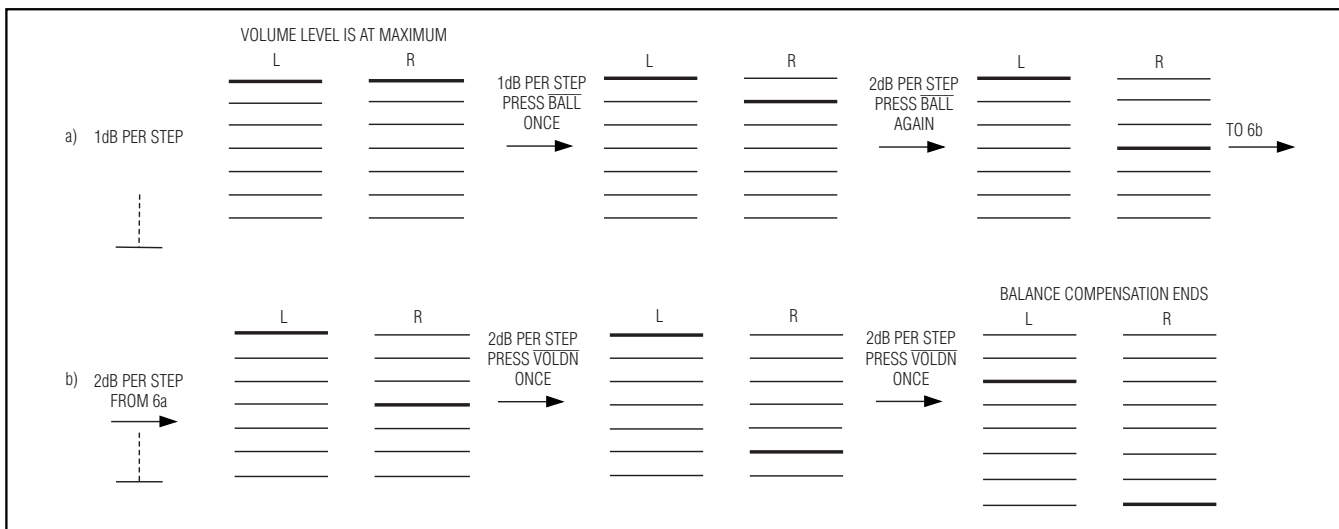 VOLUME LEVEL IS AT MAXIMUM
L
R
a) 1dB PER STEP
1dB PER STEP
PRESS BALL
ONCE
L
R
2dB PER STEP
PRESS BALL
AGAIN
L
R
TO 6b
b) 2dB PER STEP
FROM 6a
L
R
2dB PER STEP
PRESS VOLDN
ONCE
L
R
2dB PER STEP
PRESS VOLDN
ONCE
BALANCE COMPENSATION ENDS
L
R